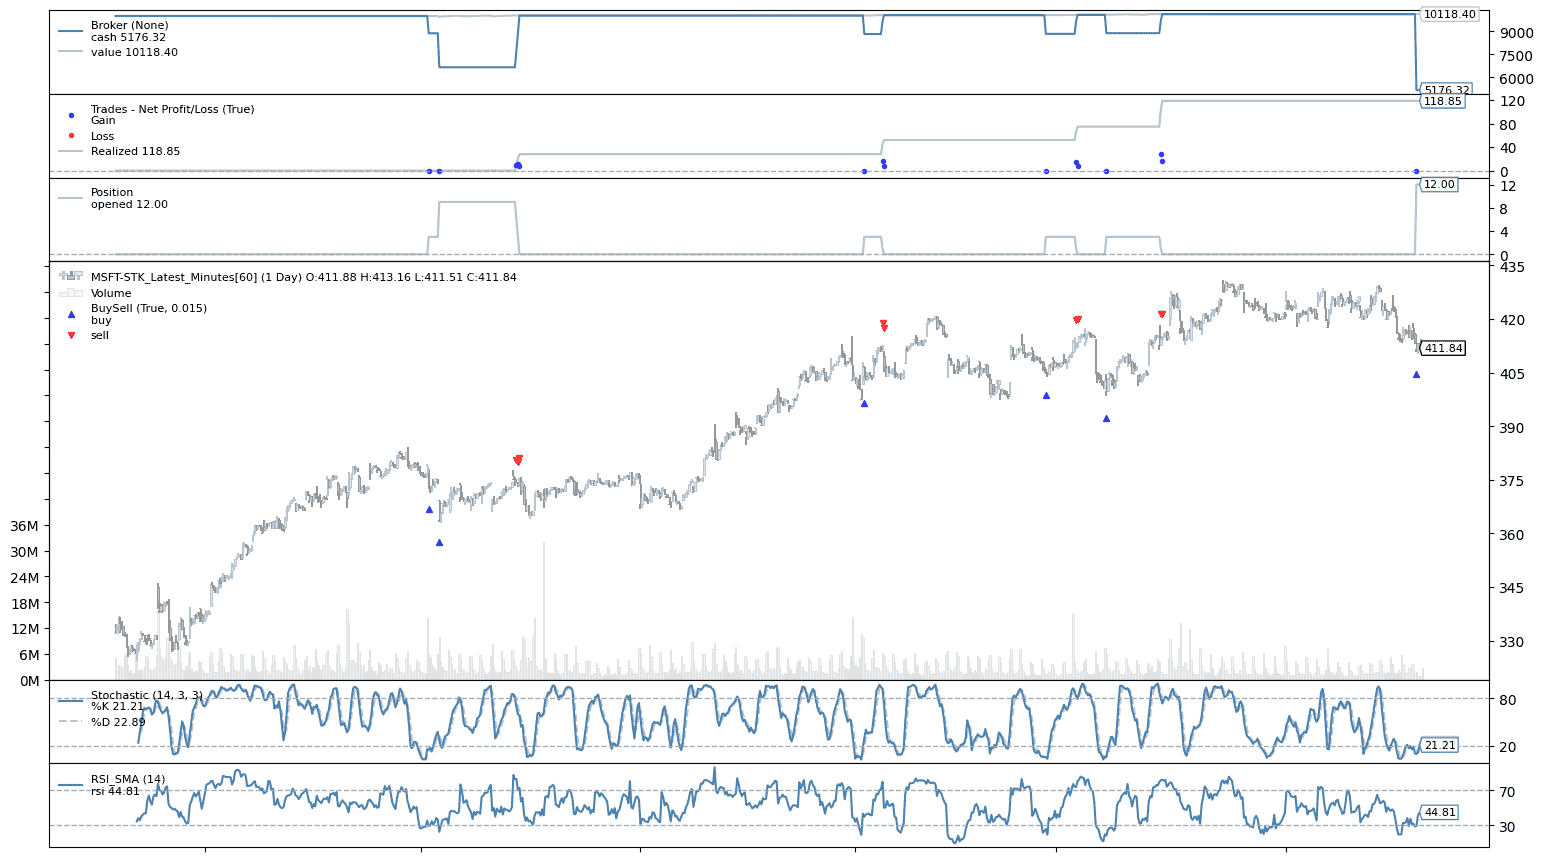 Broker (None)
cash 5176.32
value 10118.40
10118.40
9000
7500
6000
5176.32
Trades - Net Profit/Loss (True)
Gain
Loss
Realized 118.85
118.85
120
80
40
0
Position
opened 12.00
12.00
12
8
4
0
MSFT-STK_Latest_Minutes[60] (1 Day) O:411.88 H:413.16 L:411.51 C:411.84
Volume
BuySell (True, 0.015)
buy
sell
435
420
411.84
405
390
375
360
345
330
36M
30M
24M
18M
12M
6M
0M
Stochastic (14, 3, 3)
%K 21.21
%D 22.89
80
21.21
20
RSI_SMA (14)
rsi 44.81
70
44.81
30